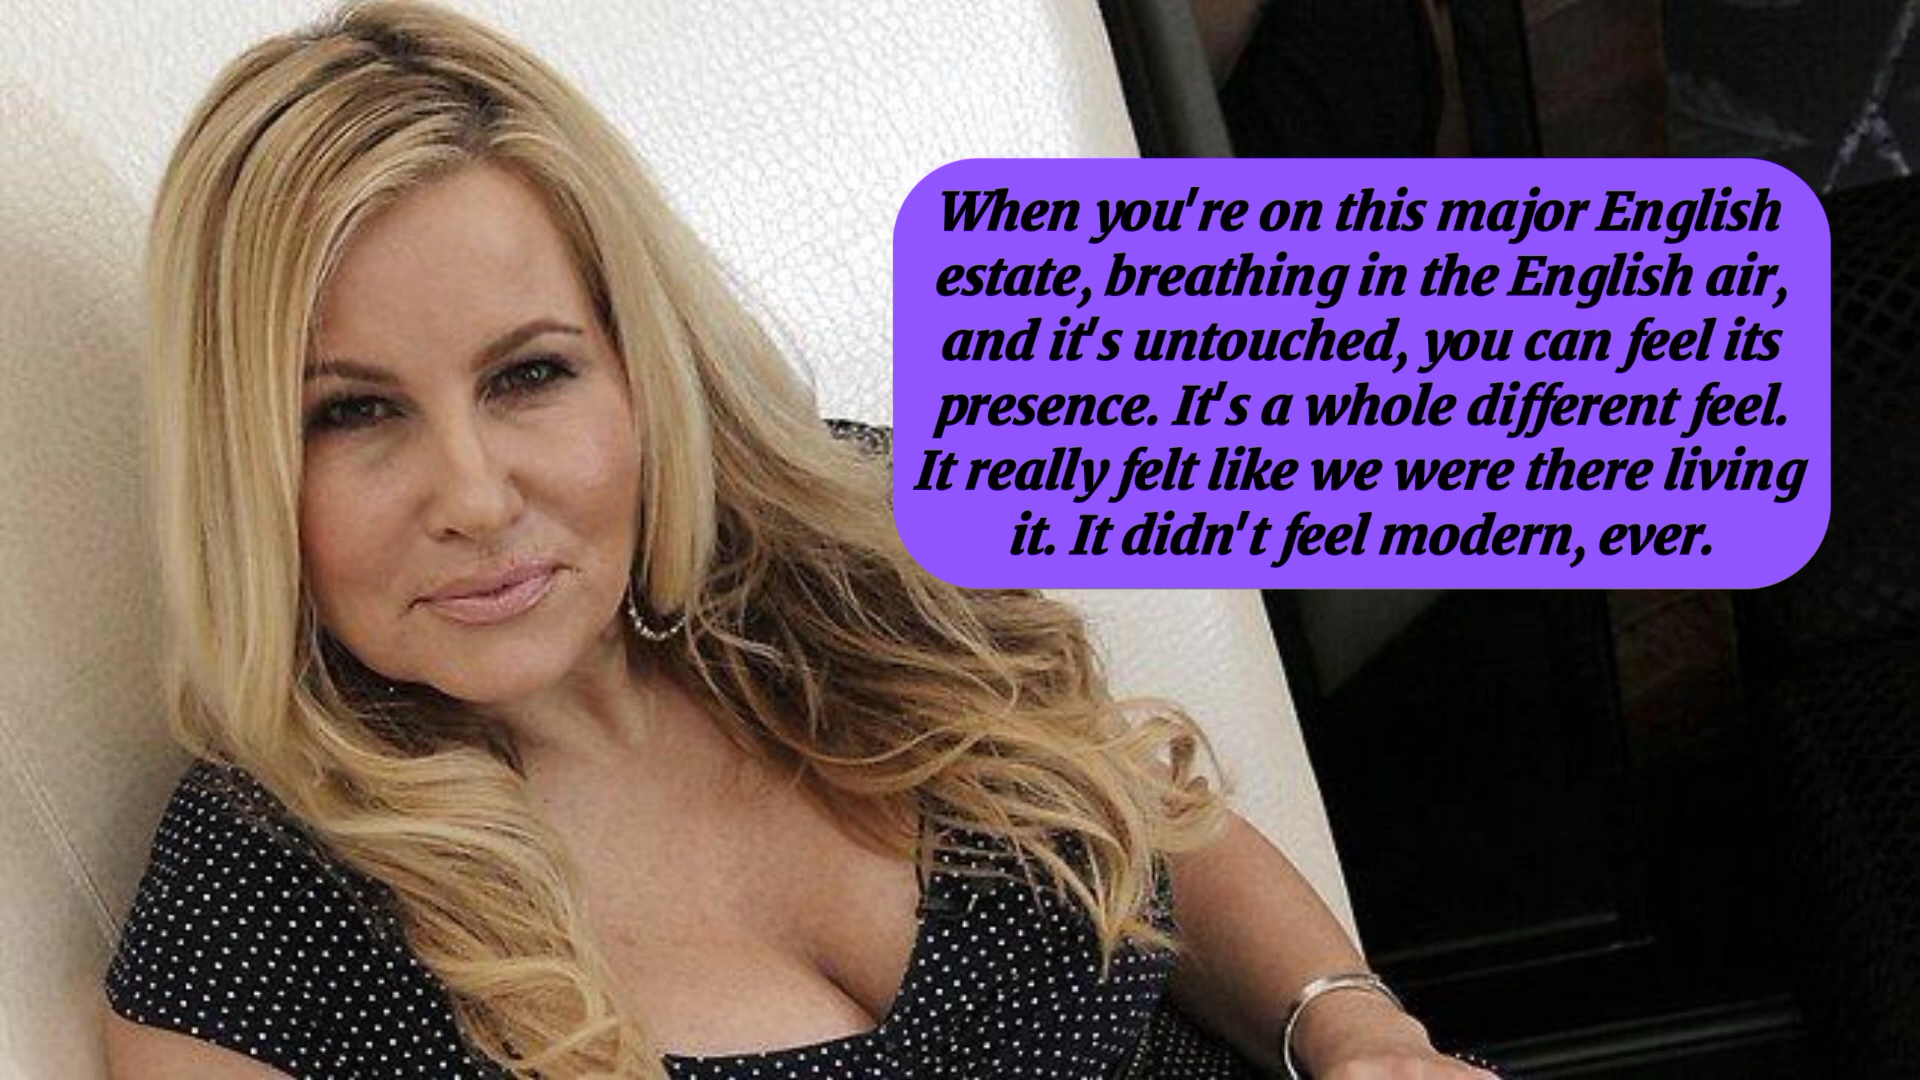 When you're on this major English
estate, breathing in the English air,
and it's untouched, you can feel its
presence. It's a whole different feel.
It really felt like we were there living
it. It didn't feel modern, ever.